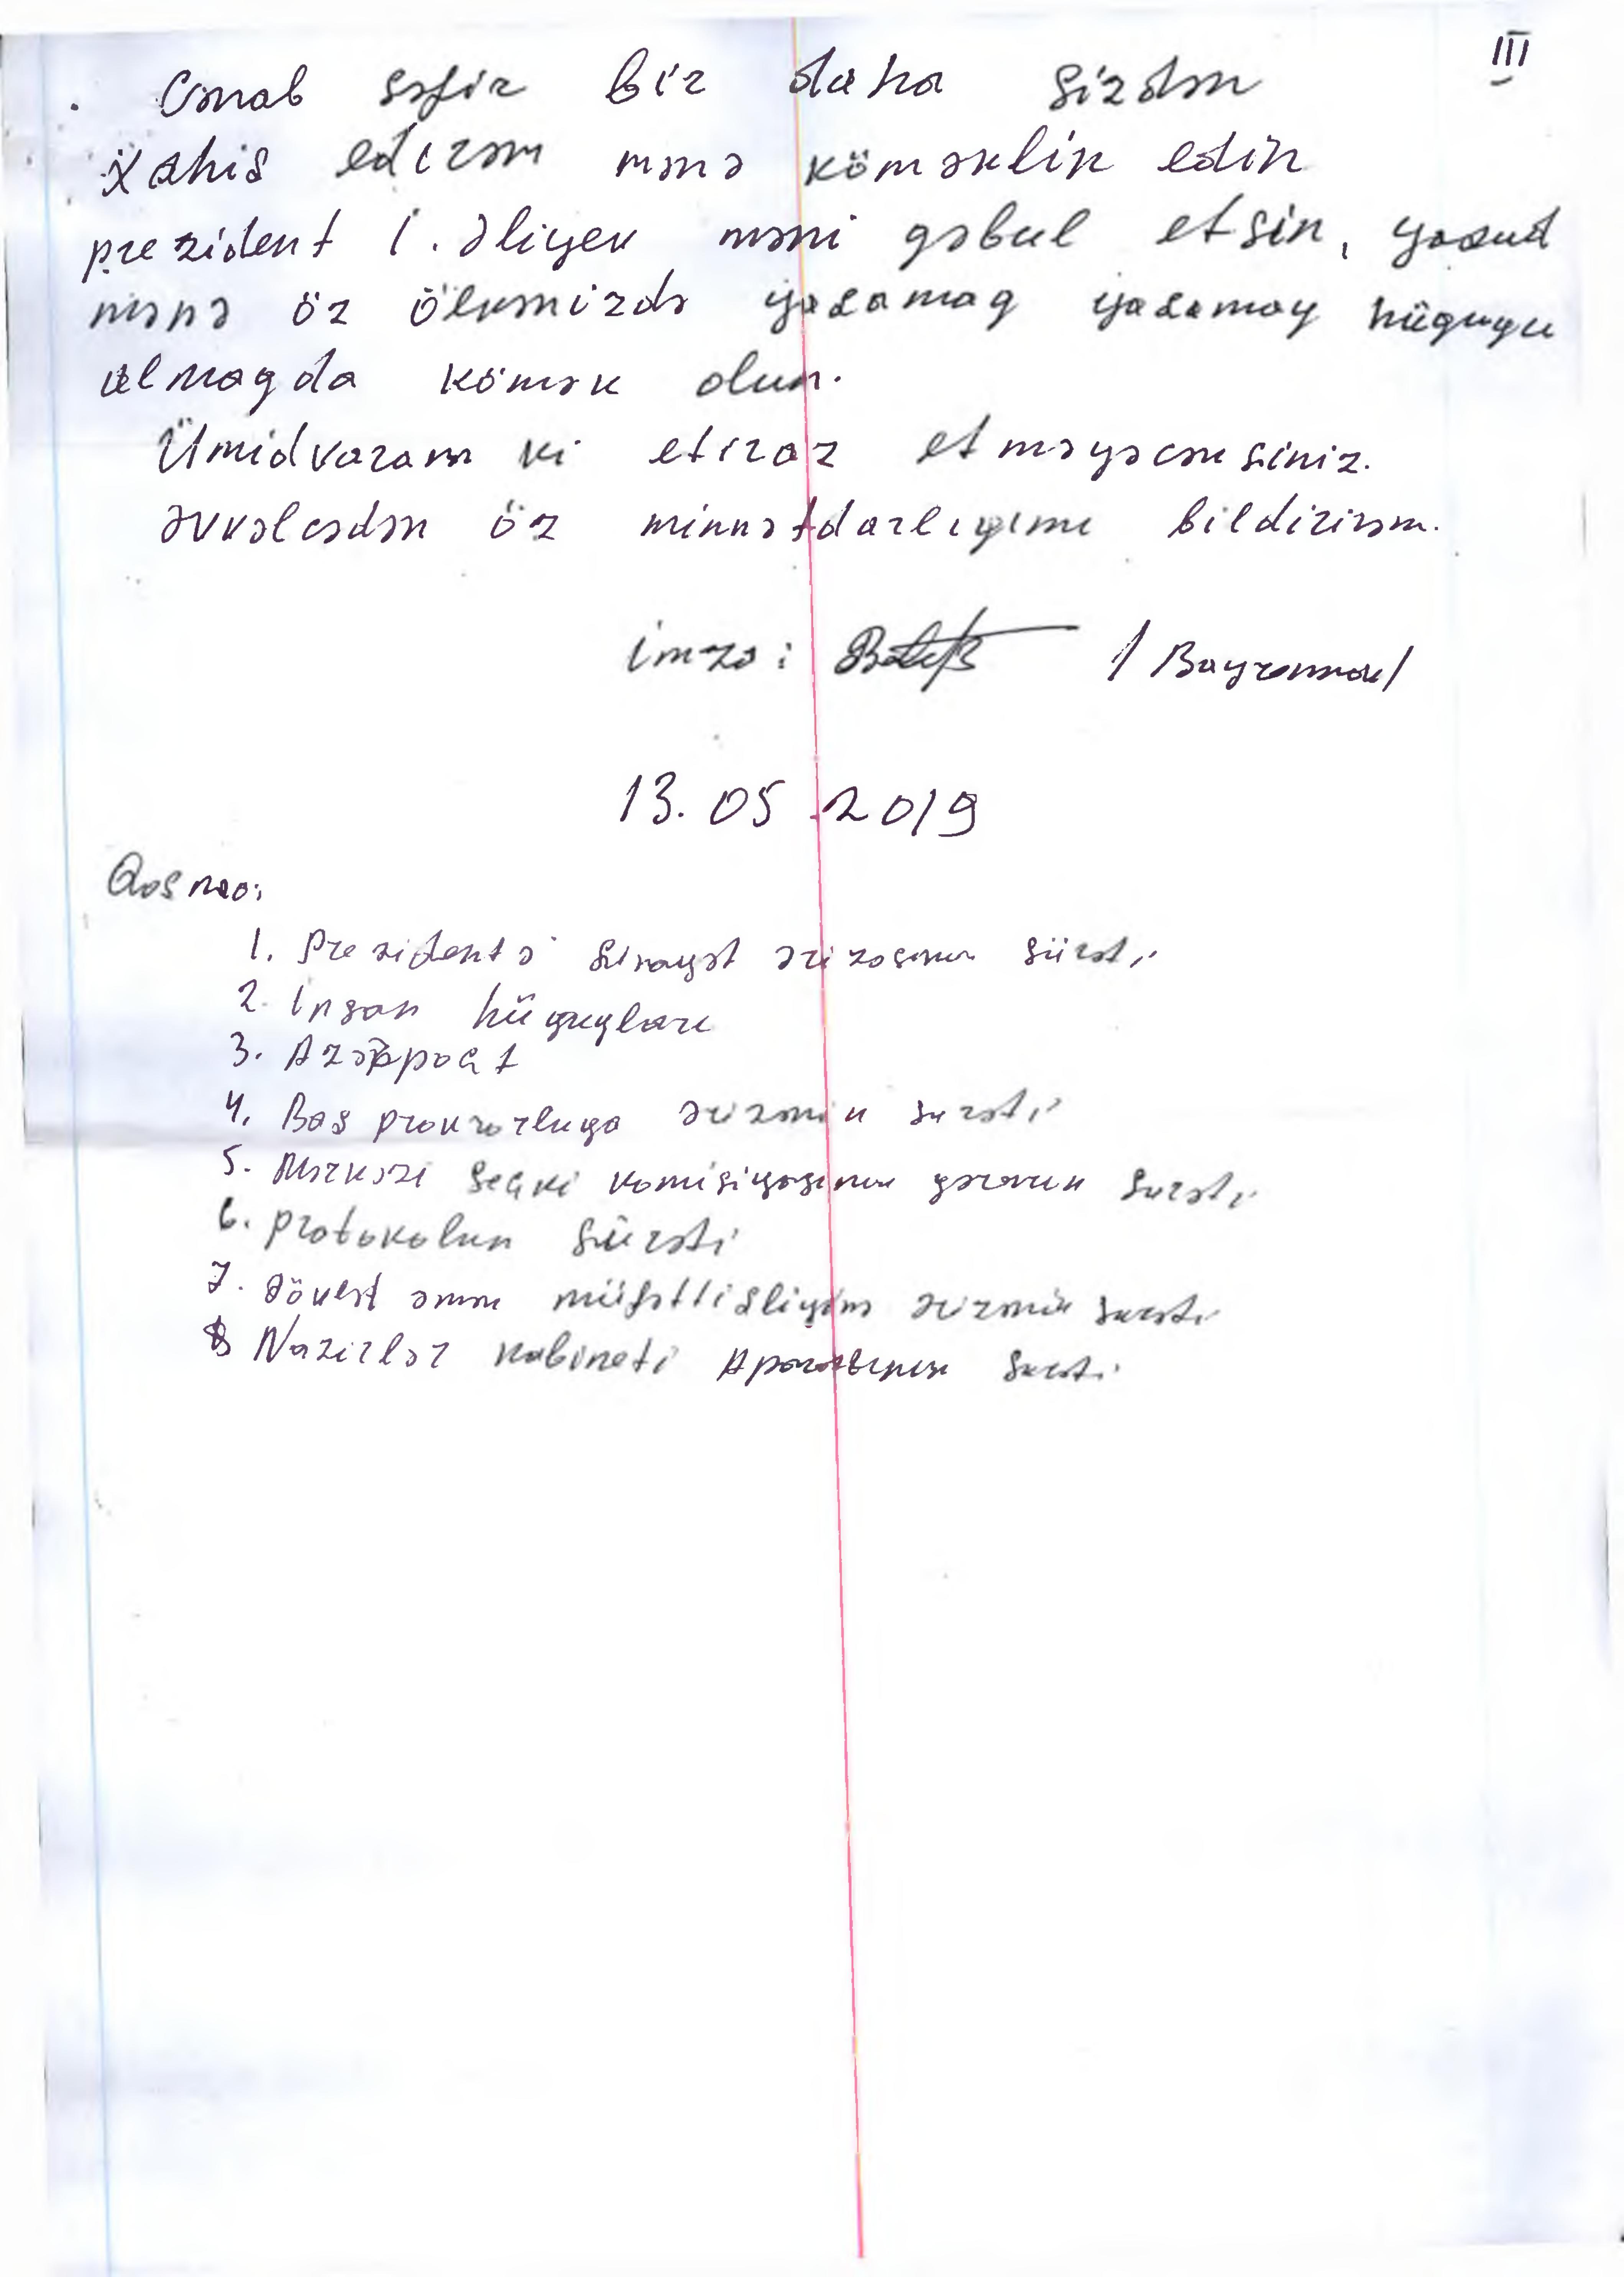 III
Cənab səfir bir daha Sizdən
Xahiş edirəm mənə köməklik edin
prezident İ. Əliyev məni qəbul etsin, yaxud
mənə öz ölkəmizdə yaşamaq yaşamaq hüququ
almaqda kömək olun.
Ümidvaram ki etiraz etməyəcəksiniz.
Əvvəlcədən öz minnətdarlığımı bildirirəm.
imza: / Bayramov/
13.05.2019
Qoşma:
1. Prezidentə şikayət ərizəsinin sürəti
2. İnsan hüquqları
3. Azərpoçt
4. Baş prokrorluğa ərizənin surəti
5. Mərkəzi Seçki komisiyasının qərarın surəti
6. protokolun sürəti
7. Dövlət əmək müfəttişliyinə ərizənin surəti
8 Nazirlər kabineti Aparatının surəti